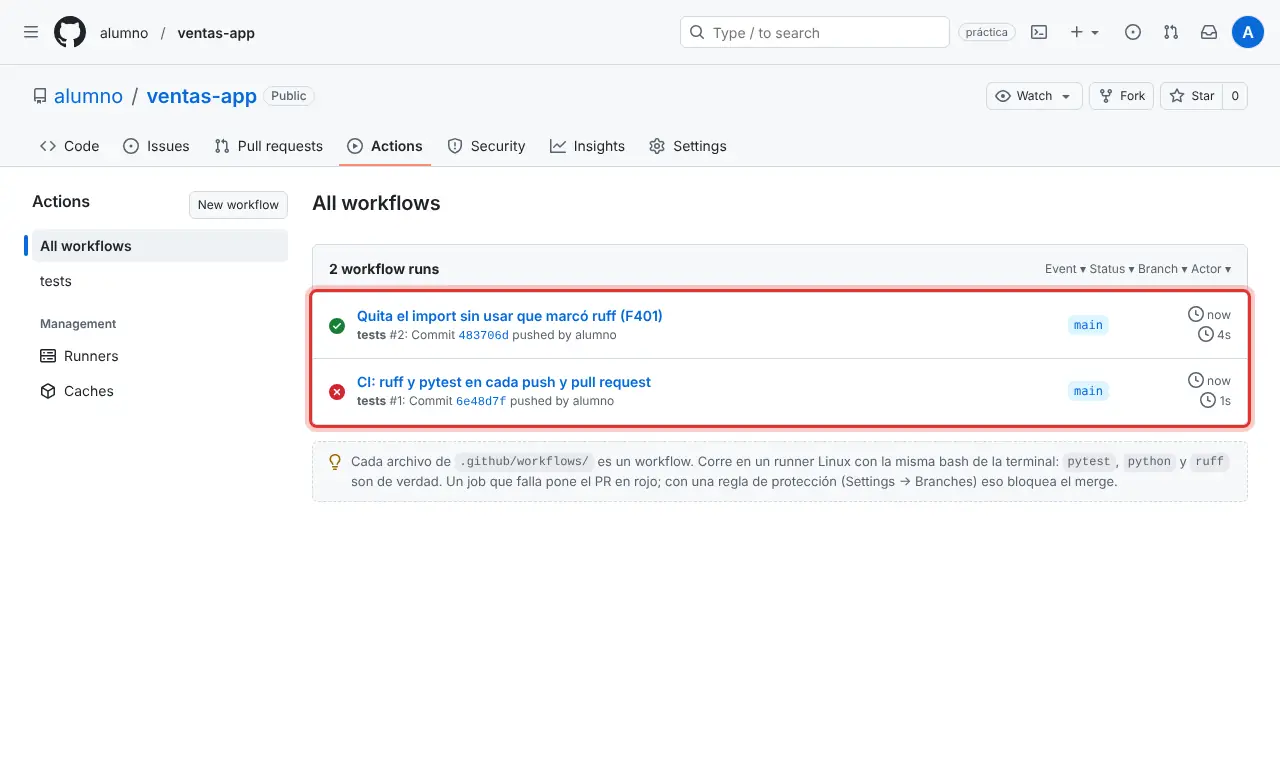 alumno / ventas-app
Type / to search
práctica
A
alumno / ventas-app Public
Watch
Fork
Star 0
Code
Issues
Pull requests
Actions
Security
Insights
Settings
Actions
New workflow
All workflows
tests
Management
Runners
Caches
All workflows
2 workflow runs
Event ▾ Status ▾ Branch ▾ Actor ▾
Quita el import sin usar que marcó ruff (F401)
tests #2: Commit 483706d pushed by alumno
main
now
4s
CI: ruff y pytest en cada push y pull request
tests #1: Commit 6e48d7f pushed by alumno
main
now
1s
Cada archivo de .github/workflows/ es un workflow. Corre en un runner Linux con la misma bash de la terminal: pytest, python y ruff
son de verdad. Un job que falla pone el PR en rojo; con una regla de protección (Settings → Branches) eso bloquea el merge.